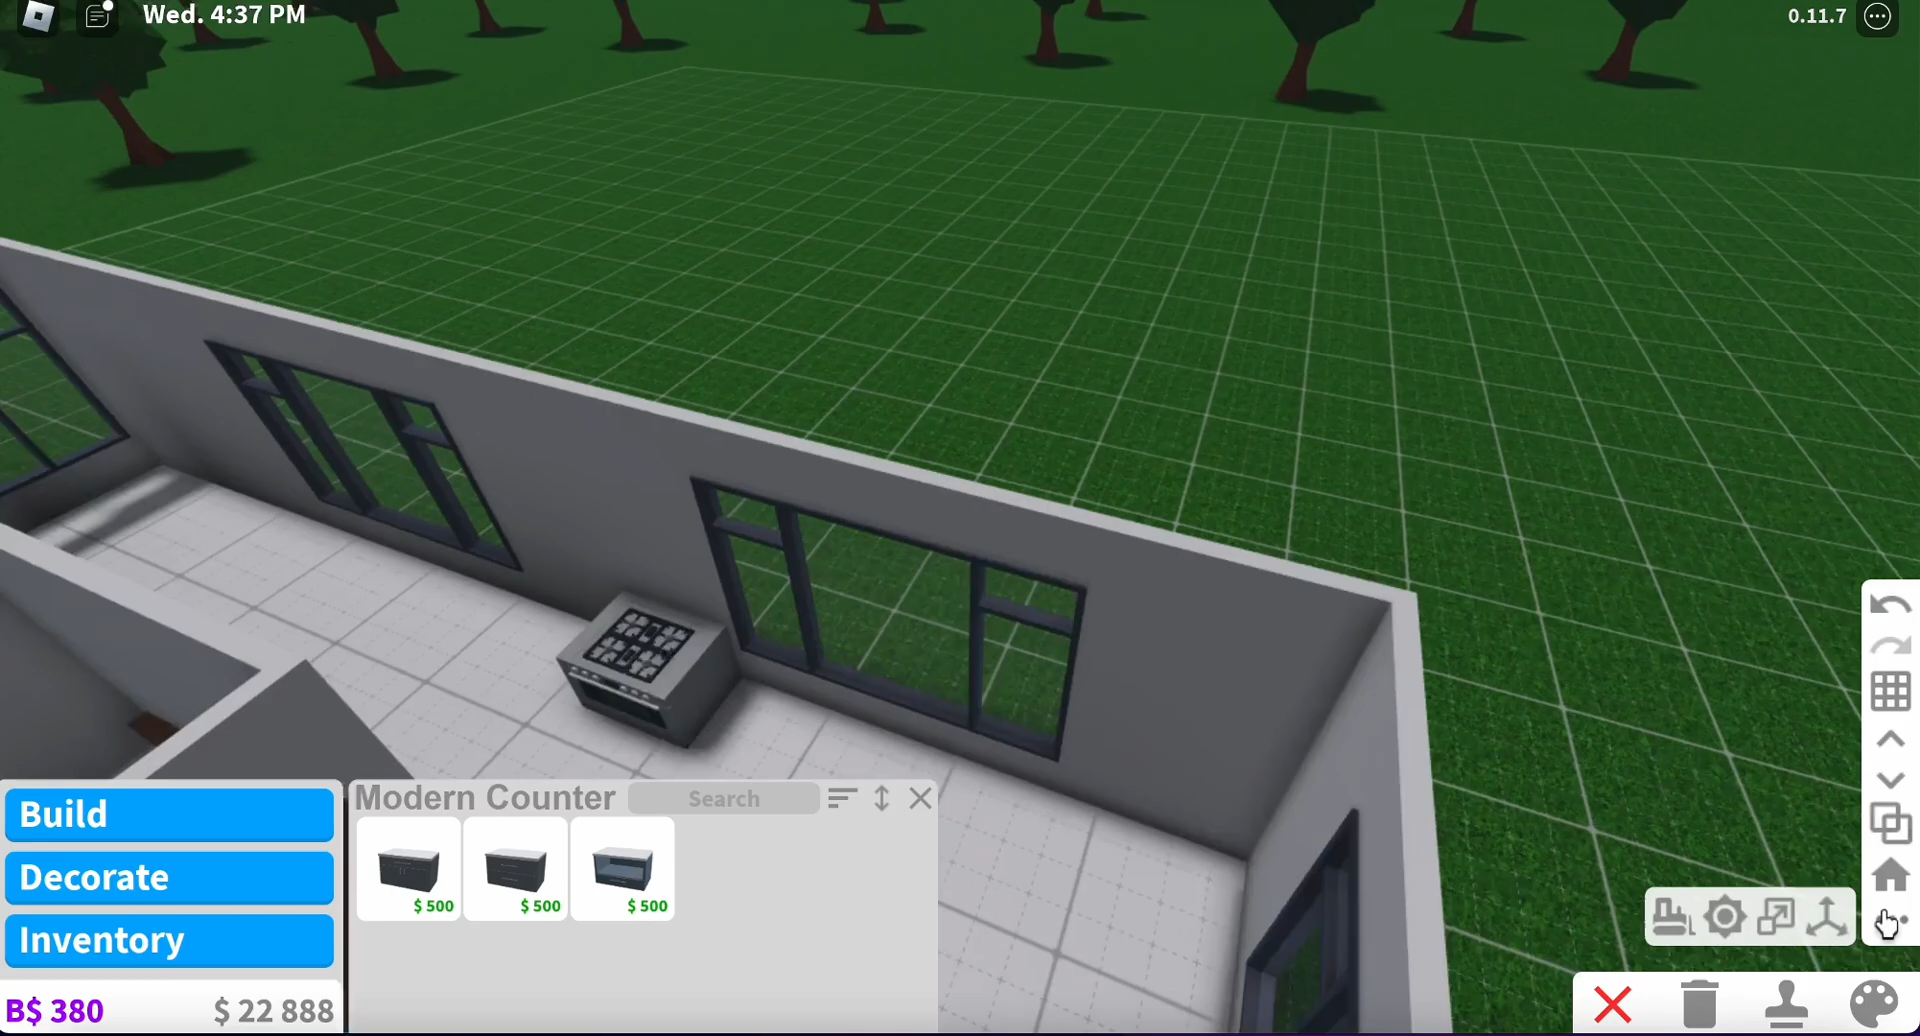 Wed. 4:37 PM
0.11.7
Build
Decorate
Inventory
B$ 380
$ 22 888
Modern Counter
Search
$ 500
$ 500
$ 500